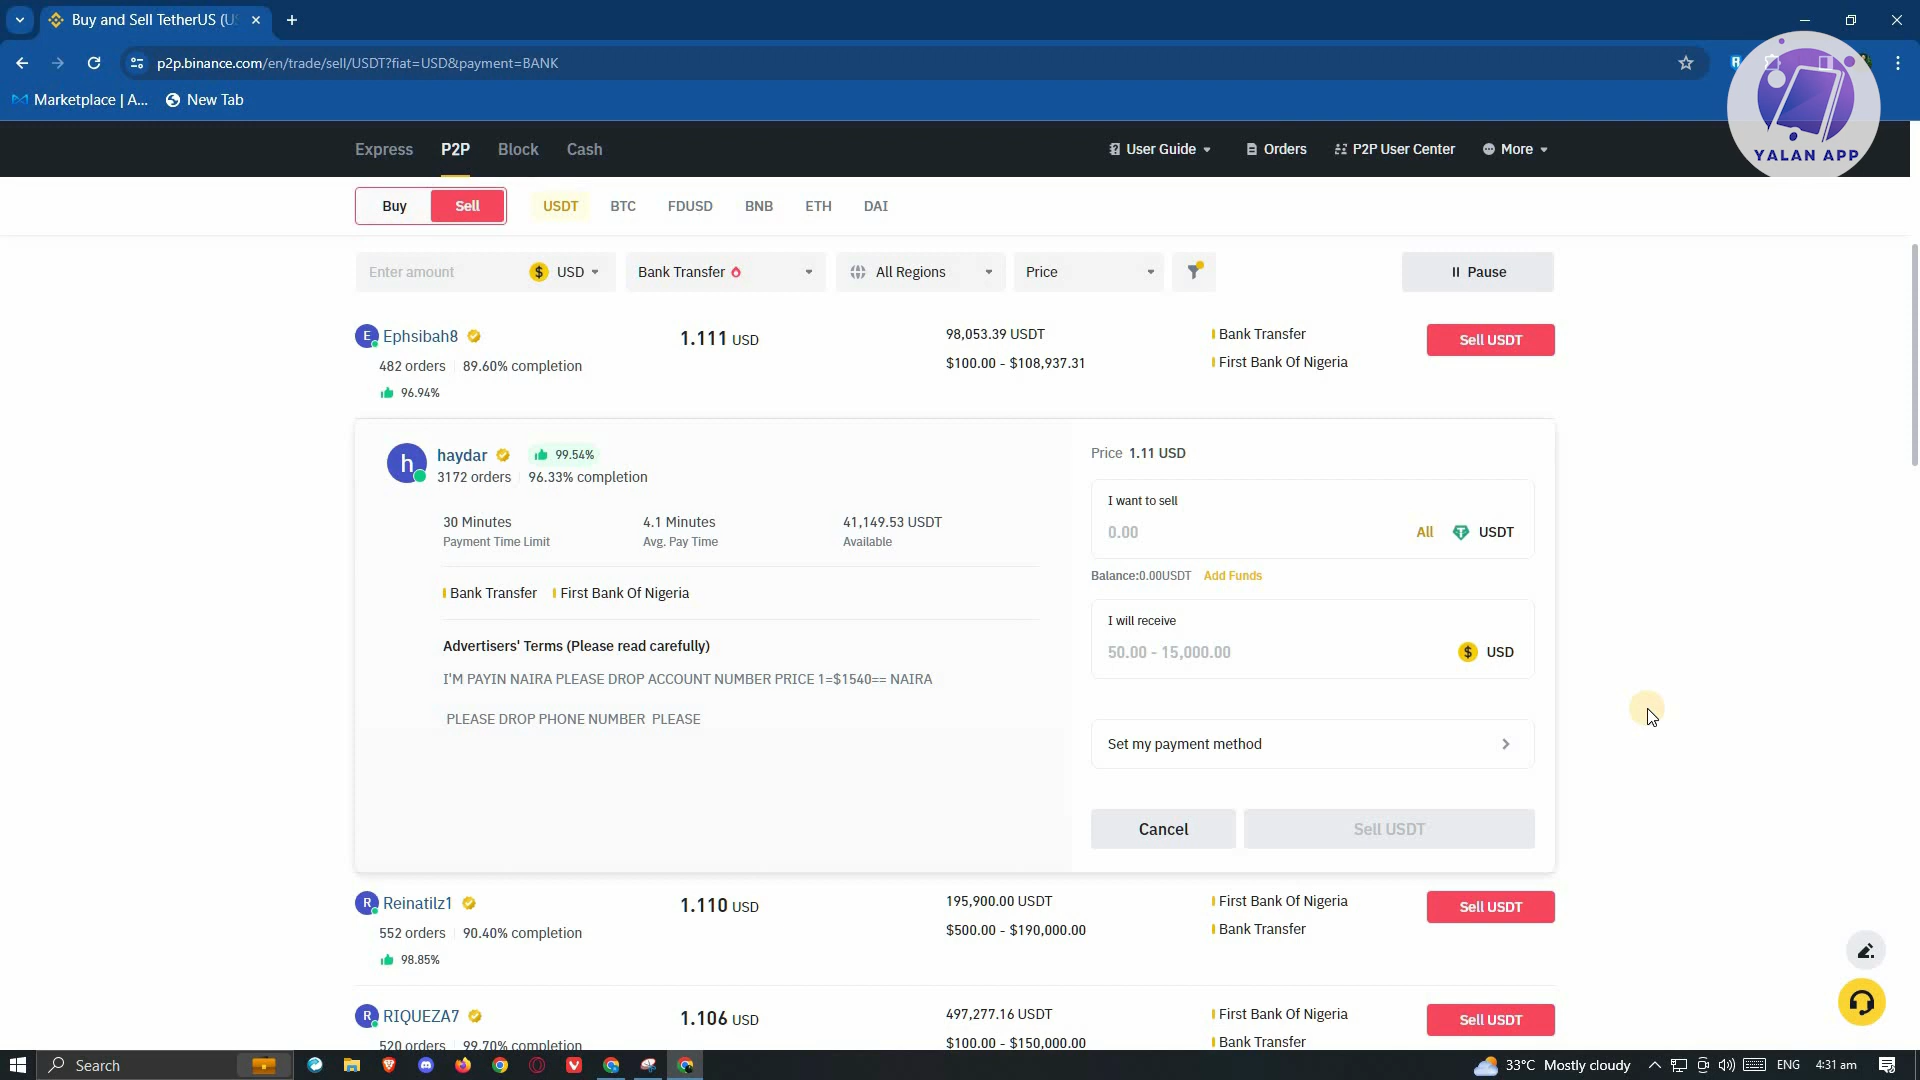 Buy and Sell TetherUS (US
p2p.binance.com/en/trade/sell/USDT?fiat=USD&payment=BANK
Marketplace | A... New Tab
YALAN APP
Express P2P Block Cash User Guide Orders P2P User Center More
Buy Sell USDT BTC FDUSD BNB ETH DAI
Enter amount $ USD Bank Transfer All Regions Price Pause
E Ephsibah8 1.111 USD 98,053.39 USDT Bank Transfer Sell USDT
482 orders 89.60% completion $100.00 - $108,937.31 First Bank Of Nigeria
96.94%
h haydar 99.54% Price 1.11 USD
3172 orders 96.33% completion
I want to sell
30 Minutes 4.1 Minutes 41,149.53 USDT 0.00 All USDT
Payment Time Limit Avg. Pay Time Available
Balance:0.00USDT Add Funds
Bank Transfer First Bank Of Nigeria
I will receive
Advertisers' Terms (Please read carefully) 50.00 - 15,000.00 $ USD
I'M PAYIN NAIRA PLEASE DROP ACCOUNT NUMBER PRICE 1=$1540== NAIRA
PLEASE DROP PHONE NUMBER PLEASE
Set my payment method
Cancel Sell USDT
R Reinatilz1 1.110 USD 195,900.00 USDT First Bank Of Nigeria Sell USDT
552 orders 90.40% completion $500.00 - $190,000.00 Bank Transfer
98.85%
R RIQUEZA7 1.106 USD 497,277.16 USDT First Bank Of Nigeria Sell USDT
520 orders 99.70% completion $100.00 - $150,000.00 Bank Transfer
Search 33°C Mostly cloudy ENG 4:31 am